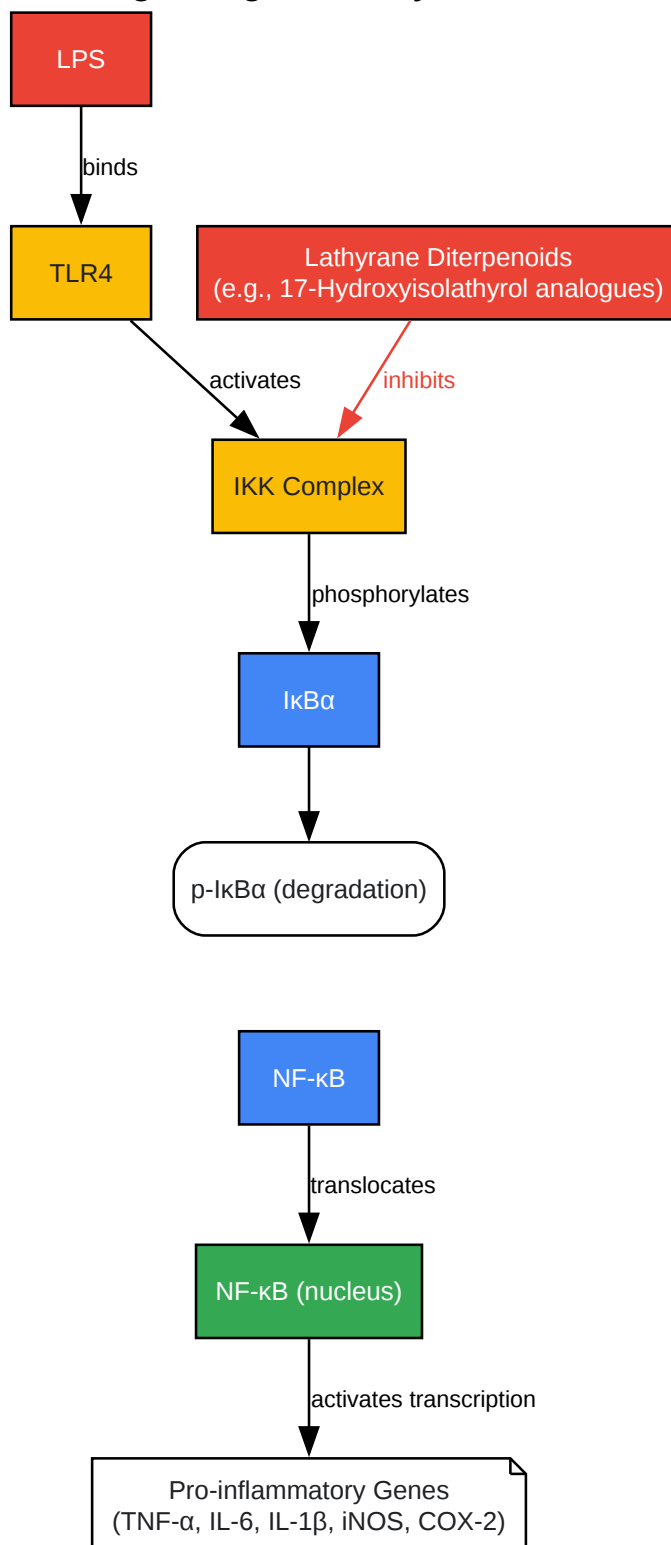 LPS
binds
TLR4
Lathyrane Diterpenoids
(e.g., 17-Hydroxyisolathyrol analogues)
activates
inhibits
IKK Complex
phosphorylates
IκBα
p-IκBα (degradation)
NF-κB
translocates
NF-κB (nucleus)
activates transcription
Pro-inflammatory Genes
(TNF-α, IL-6, IL-1β, iNOS, COX-2)